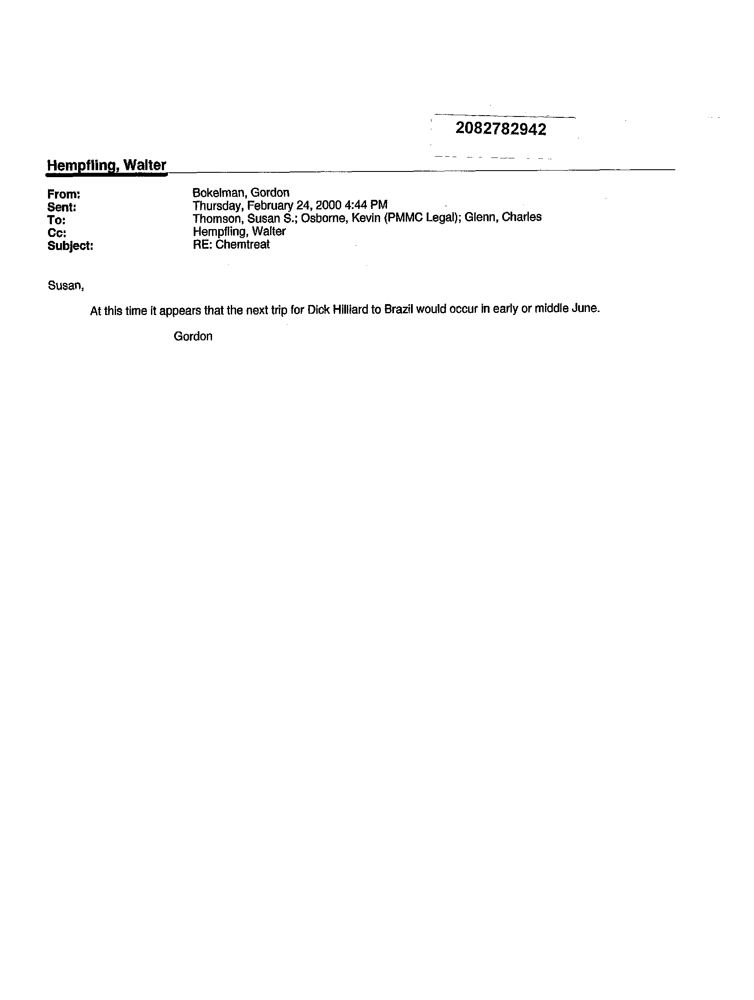 2082782942
Hempfling, Walter
From: Bokelman, Gordon
Sent: Thursday, February 24, 2000 4:44 PM
To: Thomson, Susan S.; Osborne, Kevin (PMMC Legal); Glenn, Charles
Cc: Hempfling, Walter
Subject: RE: Chemtreat
Susan,
At this time it appears that the next trip for Dick Hilliard to Brazil would occur in early or middle June.
Gordon